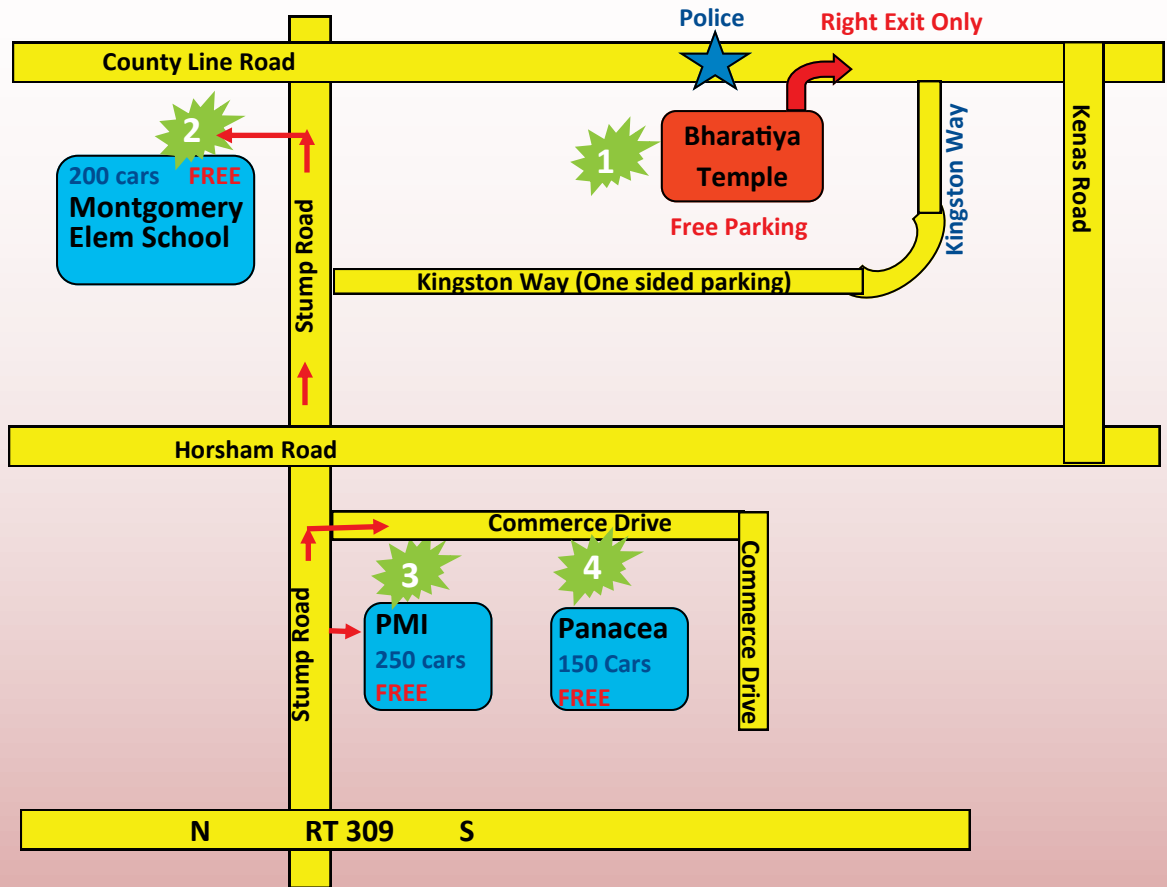 Police
Right Exit Only
County Line Road
2
200 cars FREE
Montgomery
Elem School
1
Bharatiya
Temple
Free Parking
Kingston Way
Kenas Road
Stump Road
Kingston Way (One sided parking)
Horsham Road
Commerce Drive
3
PMI
250 cars
FREE
4
Panacea
150 Cars
FREE
Commerce Drive
Stump Road
N RT 309 S